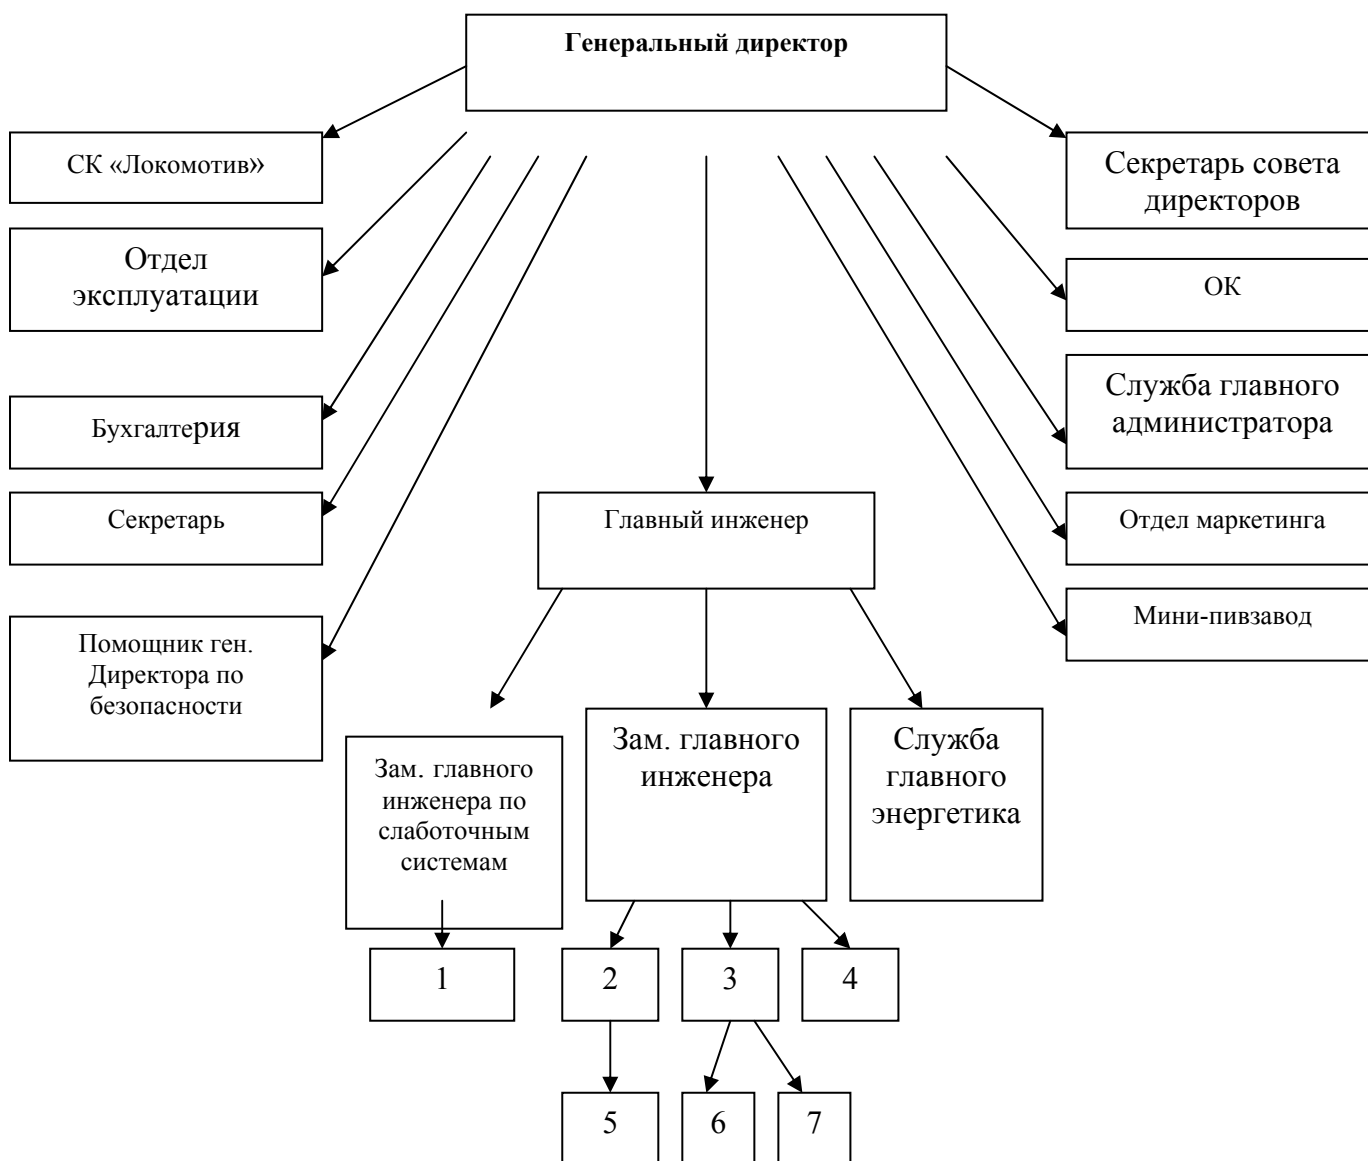 Генеральный директор
СК «Локомотив»
Секретарь совета
директоров
Отдел
эксплуатации
ОК
Бухгалтерия
Служба главного
администратора
Секретарь
Главный инженер
Отдел маркетинга
Помощник ген.
Директора по
безопасности
Мини-пивзавод
Зам. главного
инженера по
слаботочным
системам
Зам. главного
инженера
Служба
главного
энергетика
1
2
3
4
5
6
7